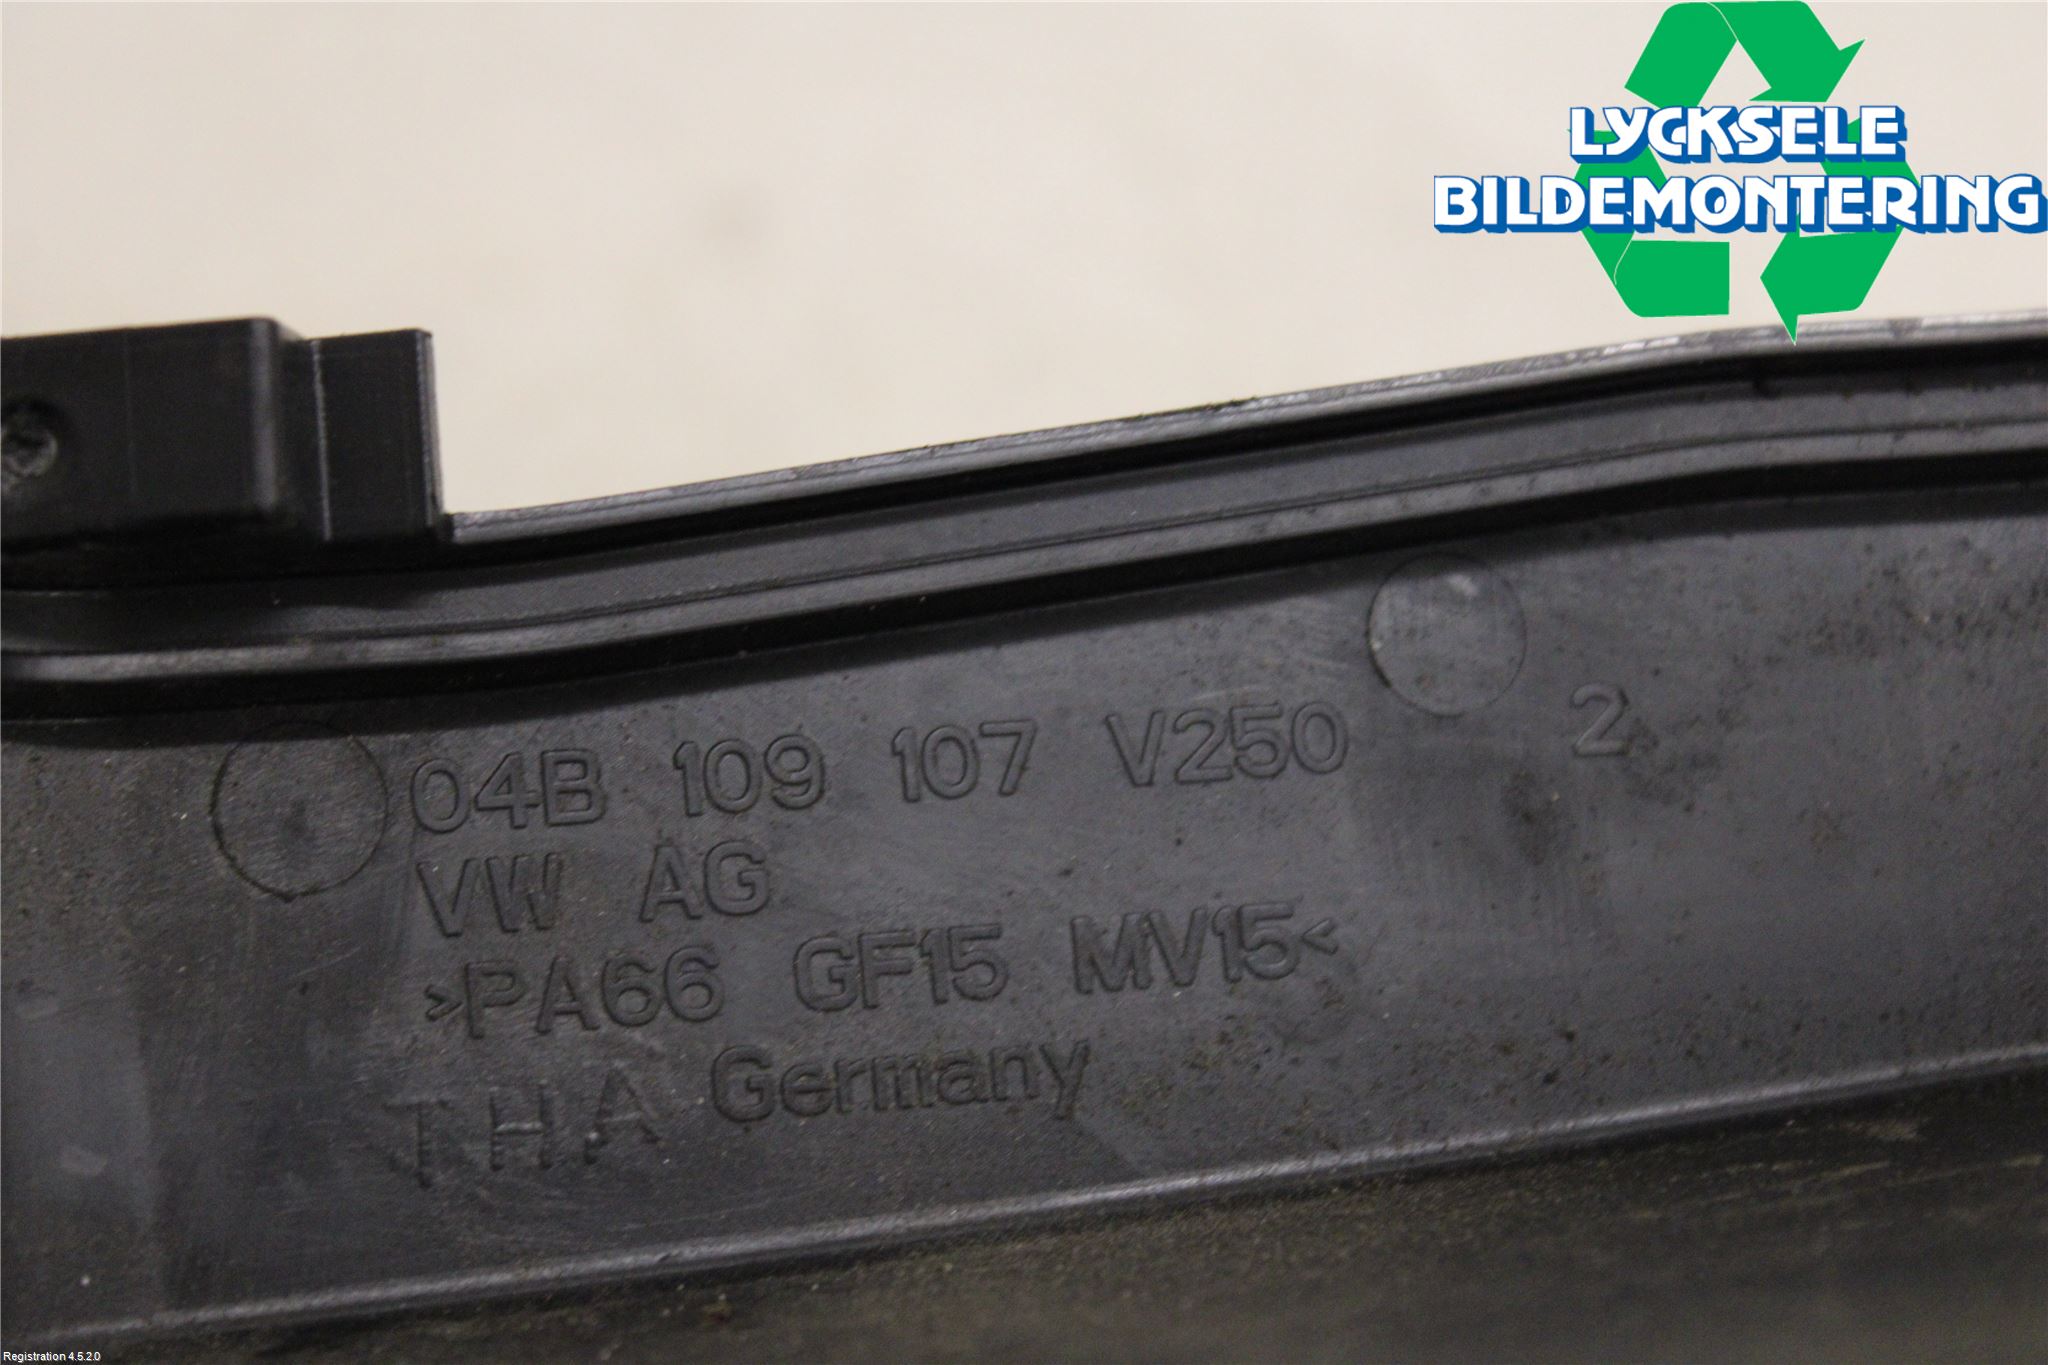 LYCKSELE
BILDEMONTERING
04B 109 107 V250 2
VW AG
>PA66 GF15 MV15<
THA Germany
Registration 4.5.2.0